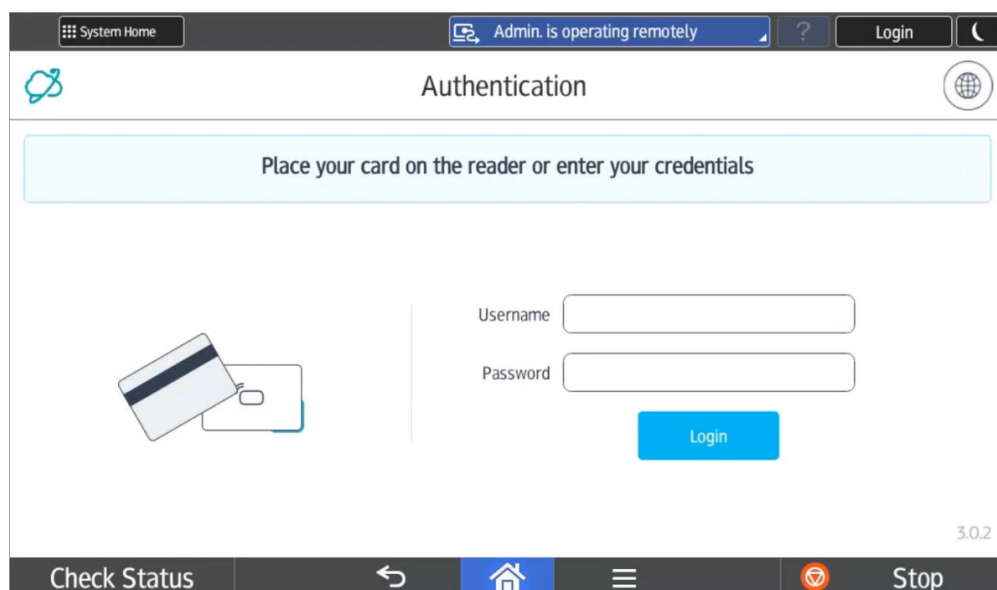 System Home
Admin. is operating remotely
?
Login
Authentication
Place your card on the reader or enter your credentials
Username
Password
Login
3.0.2
Check Status
Stop